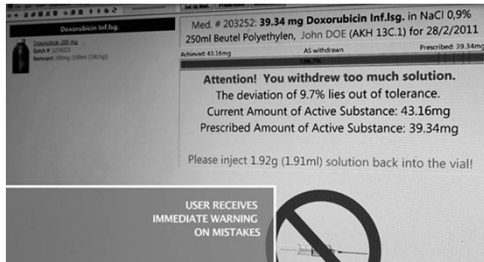 Doxorubicin Inf.lsg.
Doxorubicin 200 mg
Med. # 203252: 39.34 mg Doxorubicin Inf.lsg. in NaCl 0,9%
250ml Beutel Polyethylen, John DOE (AKH 13C.1) for 28/2/2011
Achieved: 43.16mg AS withdrawn Prescribed: 39.34mg
Attention! You withdrew too much solution.
The deviation of 9.7% lies out of tolerance.
Current Amount of Active Substance: 43.16mg
Prescribed Amount of Active Substance: 39.34mg
Please inject 1.92g (1.91ml) solution back into the vial!
USER RECEIVES
IMMEDIATE WARNING
ON MISTAKES